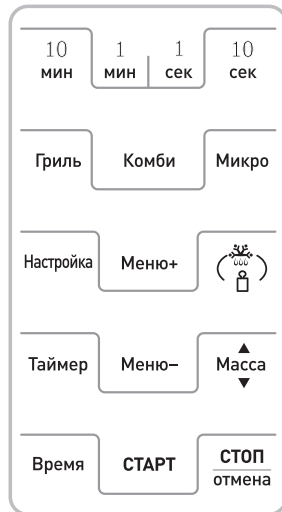 10 1 1 10
мин мин сек сек
Гриль Комби Микро
Настройка Меню+
Таймер Меню– Масса
Время СТАРТ СТОП
отмена